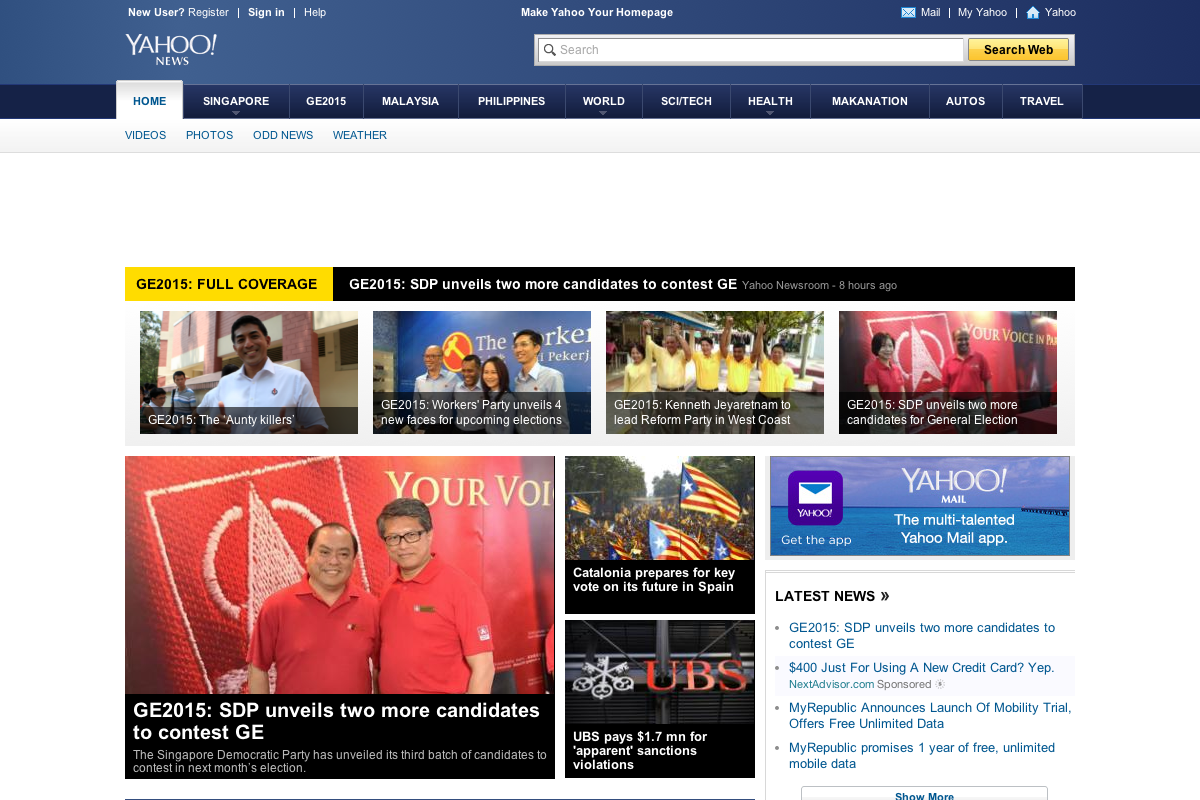 New User? Register | Sign in | Help
Make Yahoo Your Homepage
Mail | My Yahoo | Yahoo
YAHOO!
NEWS
Search
Search Web
HOME SINGAPORE GE2015 MALAYSIA PHILIPPINES WORLD SCI/TECH HEALTH MAKANATION AUTOS TRAVEL
VIDEOS PHOTOS ODD NEWS WEATHER
GE2015: FULL COVERAGE
GE2015: SDP unveils two more candidates to contest GE Yahoo Newsroom - 8 hours ago
GE2015: The 'Aunty killers'
The
GE2015: Workers' Party unveils 4
new faces for upcoming elections
GE2015: Kenneth Jeyaretnam to
lead Reform Party in West Coast
YOUR VOICE IN
GE2015: SDP unveils two more
candidates for General Election
YOUR VOI
GE2015: SDP unveils two more candidates
to contest GE
The Singapore Democratic Party has unveiled its third batch of candidates to
contest in next month's election.
Catalonia prepares for key
vote on its future in Spain
UBS
UBS pays $1.7 mn for
'apparent' sanctions
violations
YAHOO!
Get the app
YAHOO!
MAIL
The multi-talented
Yahoo Mail app.
LATEST NEWS »
GE2015: SDP unveils two more candidates to
contest GE
$400 Just For Using A New Credit Card? Yep.
NextAdvisor.com Sponsored
MyRepublic Announces Launch Of Mobility Trial,
Offers Free Unlimited Data
MyRepublic promises 1 year of free, unlimited
mobile data
Show More